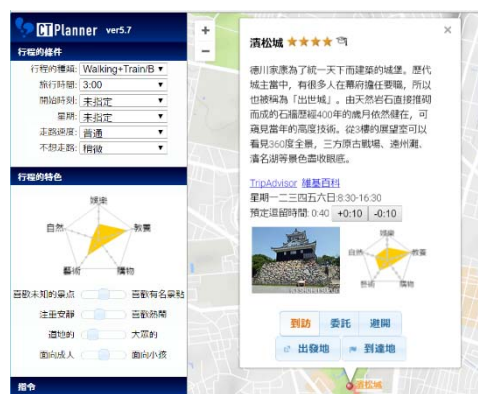 CTPlanner ver5.7
行程的條件
行程的種類: Walking+Train/B
旅行時間: 3:00
開始時刻: 未指定
星期: 未指定
走路速度: 普通
不想走路: 稍微
行程的特色
娛樂
自然
教養
藝術
購物
喜歡未知的景点 喜歡有名景點
注重安靜 喜歡熱鬧
道地的 大眾的
面向成人 面向小孩
指令
+
−
×
濱松城 ★★★★
德川家康為了統一天下而建築的城堡。歷代
城主當中，有很多人在幕府擔任要職，所以
也被稱為「出世城」。由天然岩石直接推砌
而成的石牆歷經400年的歲月依然健在，可
窺見當年的高度技術。從3樓的展望室可以
看見360度全景，三方原古戰場、遠州灘、
濱名湖等景色盡收眼底。
TripAdvisor 維基百科
星期一二三四五六日:8:30-16:30
預定逗留時間: 0:40 +0:10 -0:10
娛樂
自然
教養
藝術
購物
到訪 委託 避開
出發地 到達地
濱松城